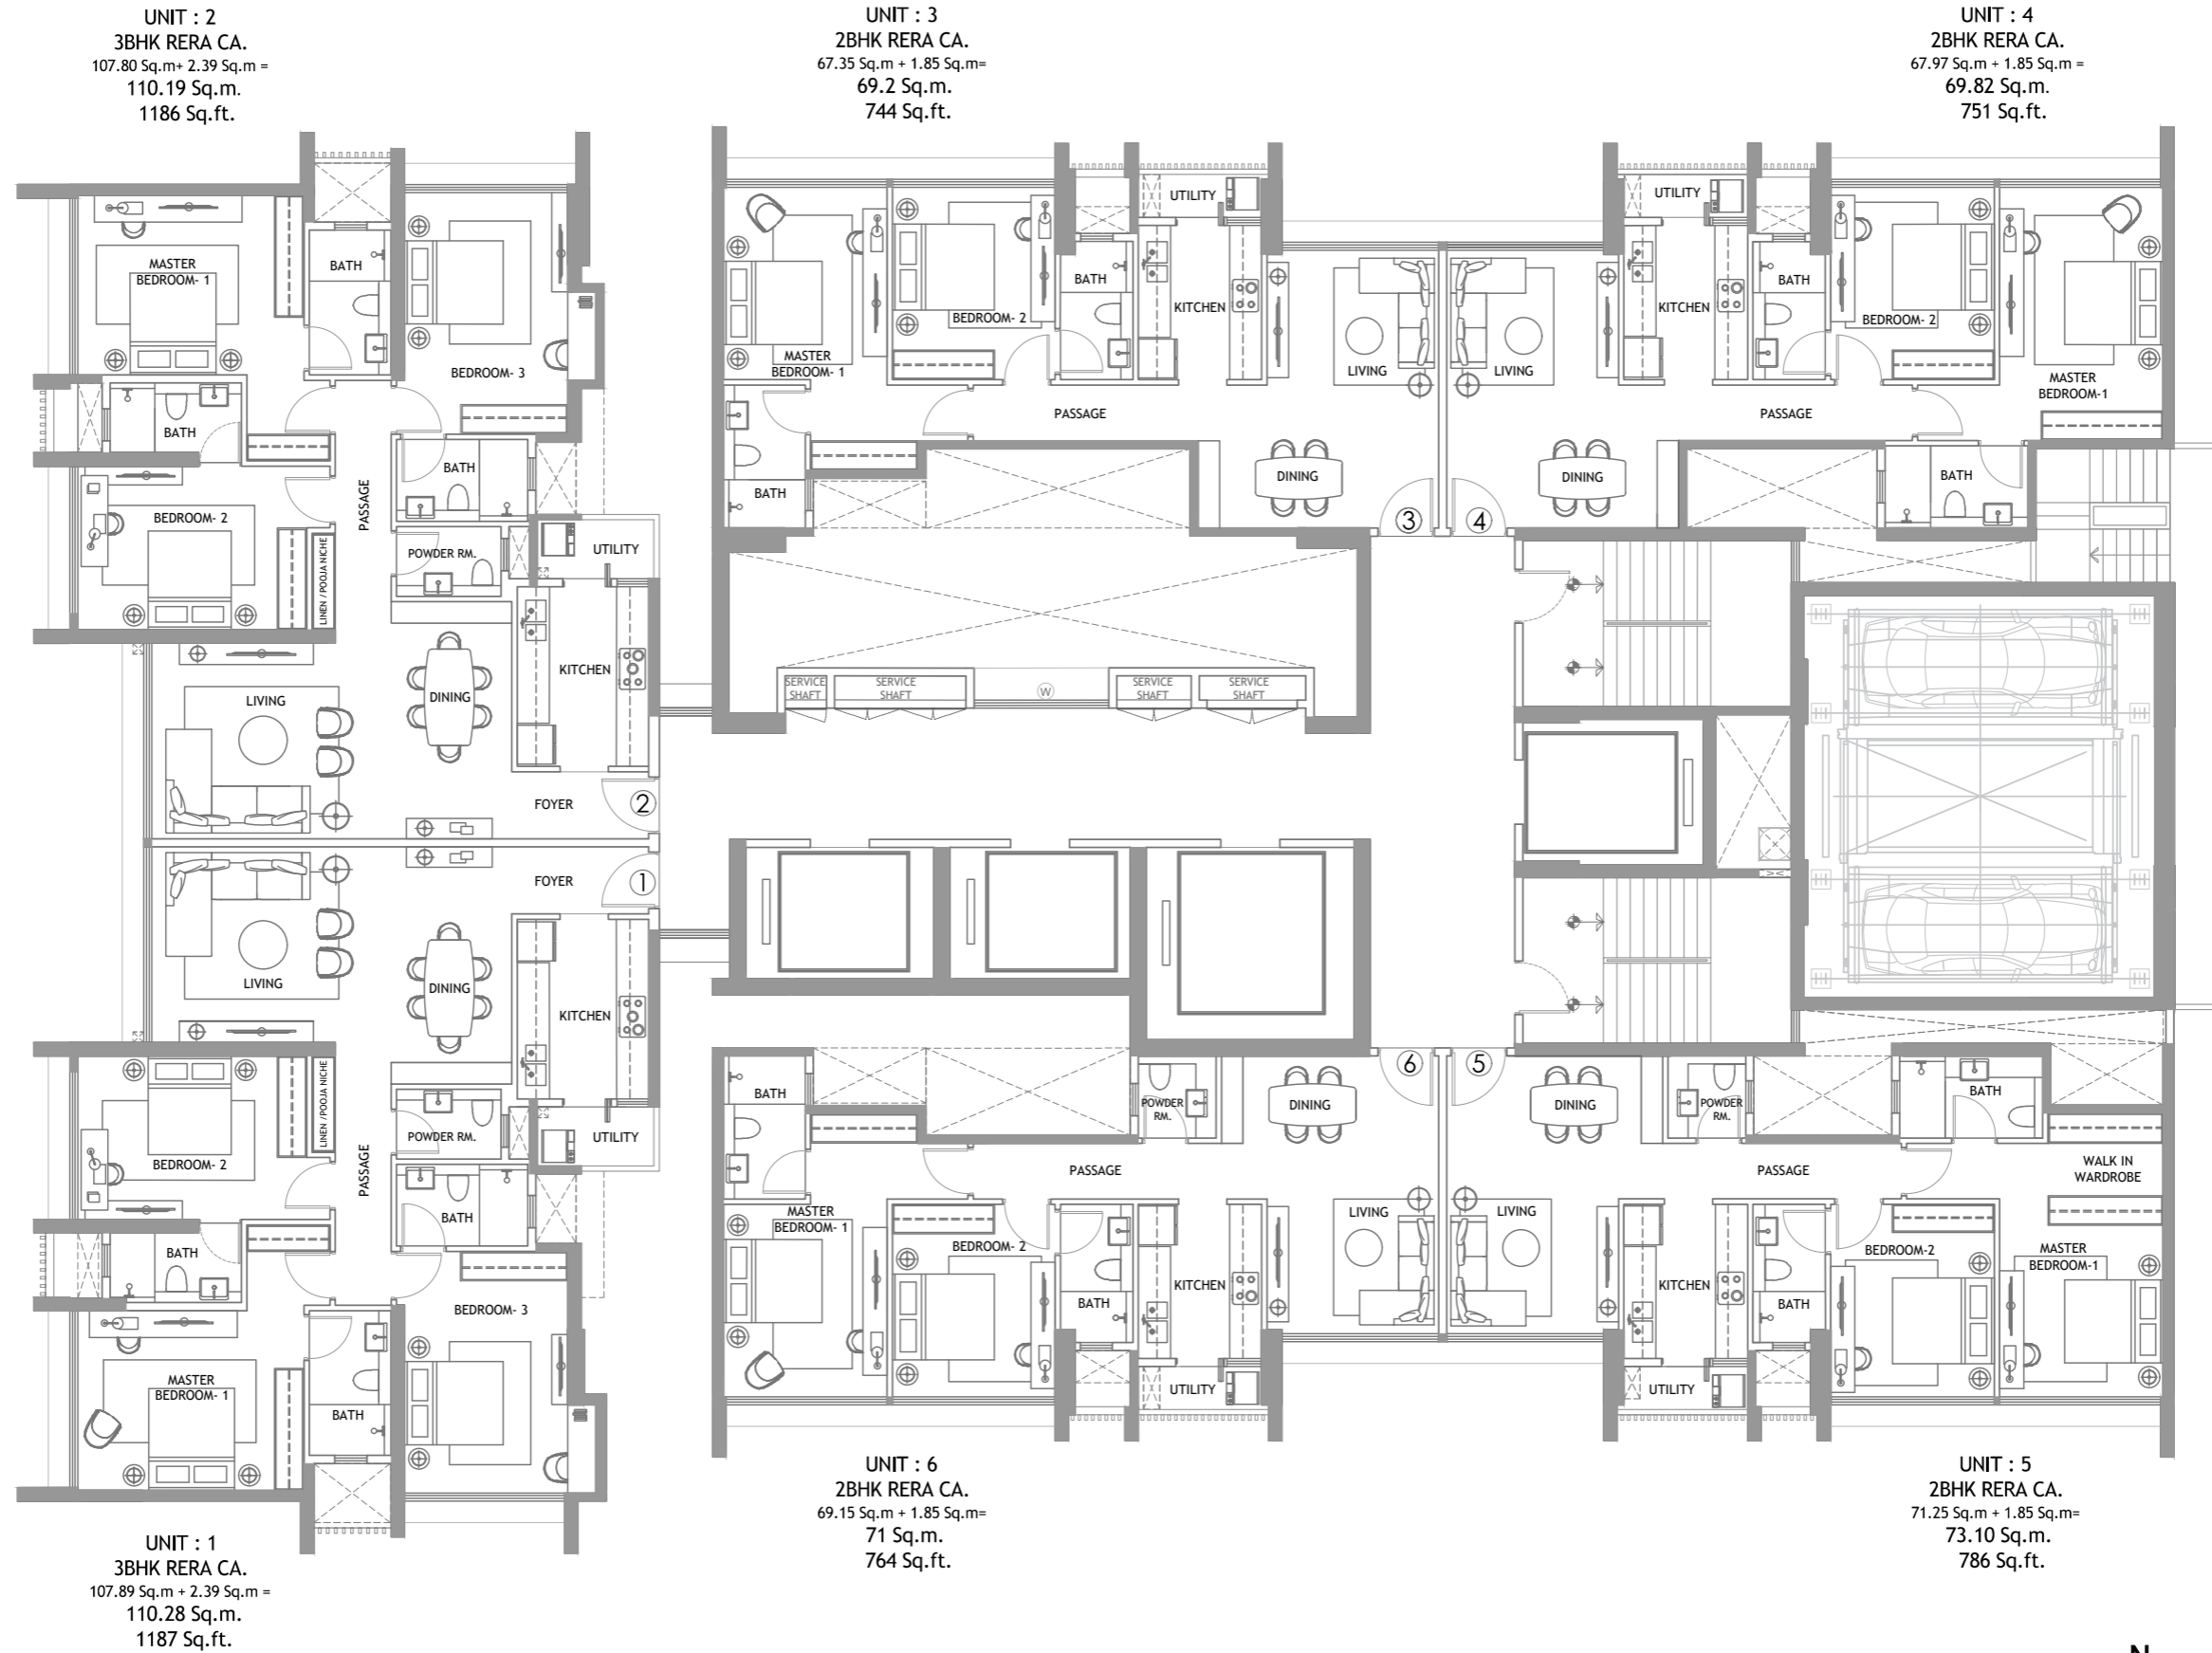 UNIT : 2
3BHK RERA CA.
107.80 Sq.m+ 2.39 Sq.m =
110.19 Sq.m.
1186 Sq.ft.
UNIT : 3
2BHK RERA CA.
67.35 Sq.m + 1.85 Sq.m=
69.2 Sq.m.
744 Sq.ft.
UNIT : 4
2BHK RERA CA.
67.97 Sq.m + 1.85 Sq.m =
69.82 Sq.m.
751 Sq.ft.
MASTER
BEDROOM- 1
BATH
BEDROOM- 3
BATH
BATH
BEDROOM- 2
LINEN / POOJA NICHE
PASSAGE
POWDER RM.
UTILITY
KITCHEN
DINING
LIVING
FOYER
2
MASTER
BEDROOM- 1
BEDROOM- 2
BATH
UTILITY
KITCHEN
LIVING
PASSAGE
BATH
DINING
3
UTILITY
KITCHEN
BATH
BEDROOM- 2
MASTER
BEDROOM-1
LIVING
PASSAGE
DINING
BATH
4
SERVICE
SHAFT
SERVICE
SHAFT
W
SERVICE
SHAFT
SERVICE
SHAFT
FOYER
1
LIVING
DINING
KITCHEN
LINEN /POOJA NICHE
BEDROOM- 2
PASSAGE
POWDER RM.
UTILITY
BATH
BATH
BEDROOM- 3
MASTER
BEDROOM- 1
BATH
6
BATH
POWDER
RM.
DINING
PASSAGE
MASTER
BEDROOM- 1
BEDROOM- 2
LIVING
BATH
KITCHEN
UTILITY
5
DINING
POWDER
RM.
BATH
PASSAGE
WALK IN
WARDROBE
LIVING
BEDROOM-2
MASTER
BEDROOM-1
KITCHEN
BATH
UTILITY
UNIT : 1
3BHK RERA CA.
107.89 Sq.m + 2.39 Sq.m =
110.28 Sq.m.
1187 Sq.ft.
UNIT : 6
2BHK RERA CA.
69.15 Sq.m + 1.85 Sq.m=
71 Sq.m.
764 Sq.ft.
UNIT : 5
2BHK RERA CA.
71.25 Sq.m + 1.85 Sq.m=
73.10 Sq.m.
786 Sq.ft.
N